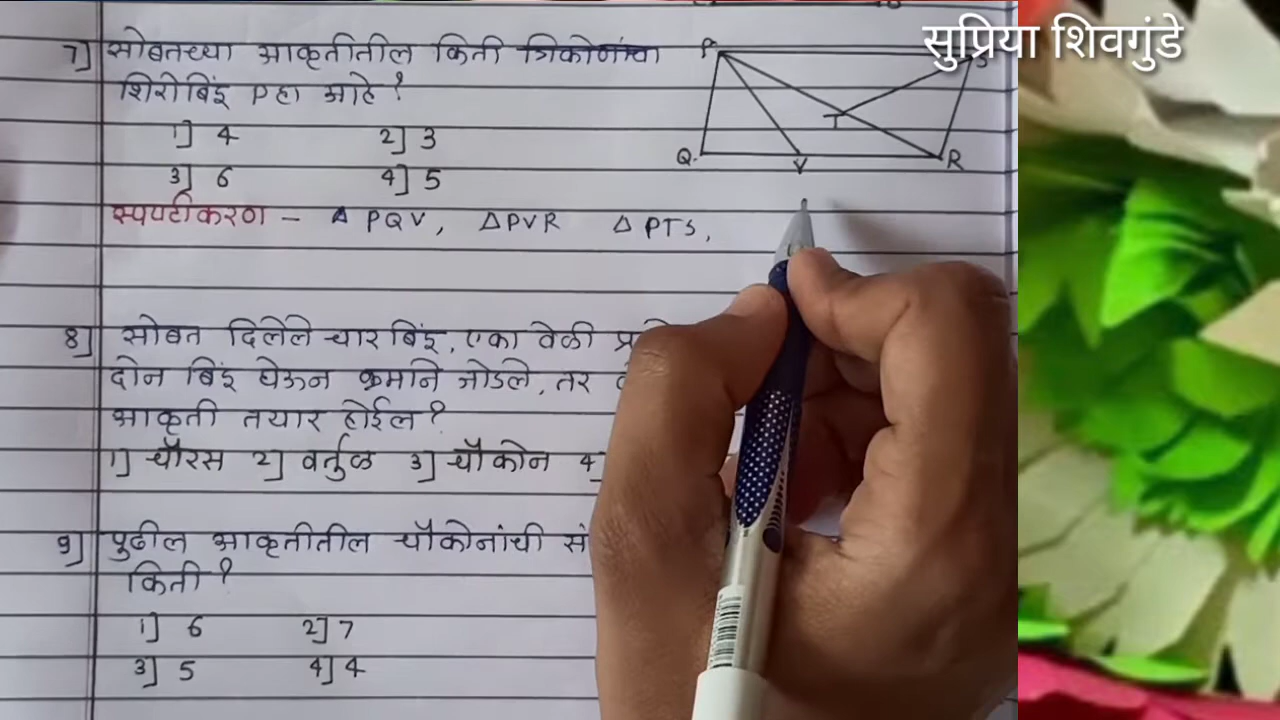 सुप्रिया शिवगुंडे
7] सोबतच्या आकृतीतील किती त्रिकोणांचा
शिरोबिंदू P हा आहे?
1] 4 2] 3
3] 6 4] 5
स्पष्टीकरण - △ PQV, △PVR △ PTS,
P S T Q V R
8] सोबत दिलेले चार बिंदू, एका वेळी
दोन बिंदू घेऊन क्रमाने जोडले, तर
आकृती तयार होईल?
1] चौरस 2] वर्तुळ 3] चौकोन 4]
9] पुढील आकृतीतील चौकोनांची
किती?
1] 6 2] 7
3] 5 4] 4